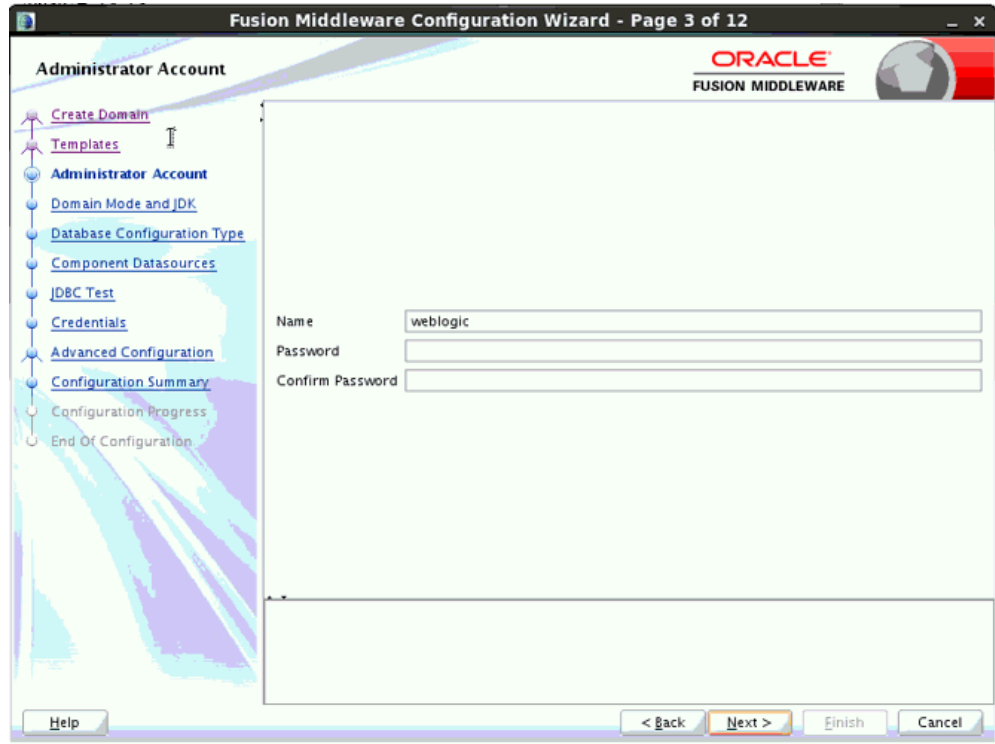 Fusion Middleware Configuration Wizard - Page 3 of 12
Administrator Account
ORACLE
FUSION MIDDLEWARE
Create Domain
Templates
Administrator Account
Domain Mode and JDK
Database Configuration Type
Component Datasources
JDBC Test
Credentials
Advanced Configuration
Configuration Summary
Configuration Progress
End Of Configuration
Name weblogic
Password
Confirm Password
Help < Back Next > Finish Cancel